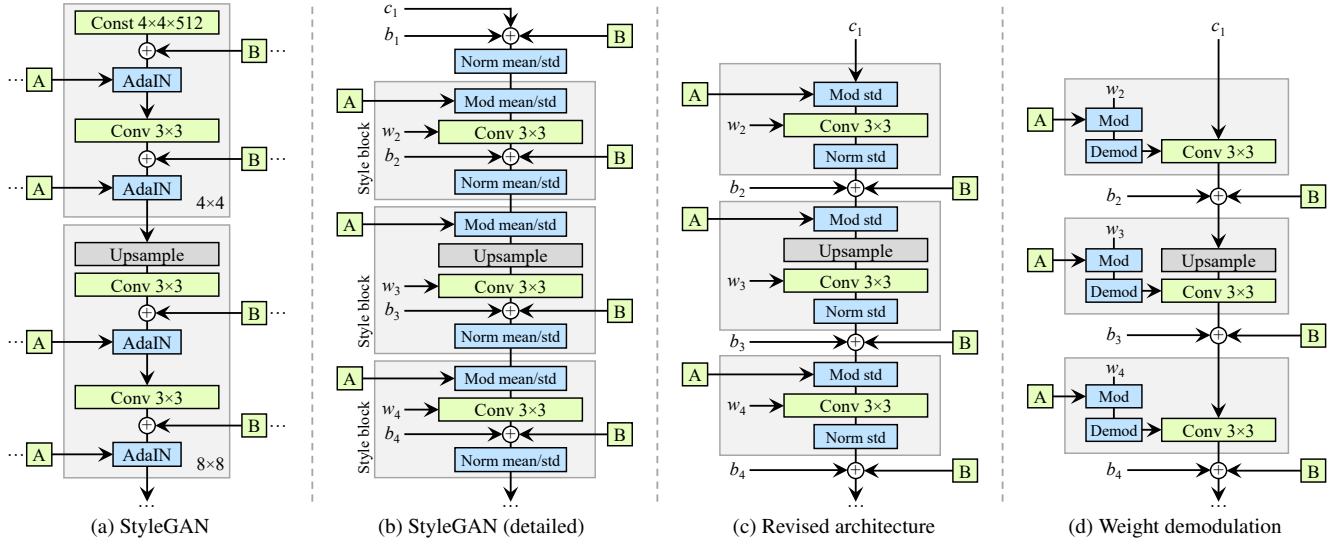 Const 4×4×512
B ...
... A
AdaIN
Conv 3×3
B ...
... A
AdaIN
4×4
Upsample
Conv 3×3
B ...
... A
AdaIN
Conv 3×3
B ...
... A
AdaIN
8×8
...
(a) StyleGAN
c₁
b₁
B
Norm mean/std
A
Mod mean/std
w₂
Conv 3×3
b₂
B
Norm mean/std
Style block
A
Mod mean/std
Upsample
w₃
Conv 3×3
b₃
B
Norm mean/std
Style block
A
Mod mean/std
w₄
Conv 3×3
b₄
B
Norm mean/std
Style block
...
(b) StyleGAN (detailed)
c₁
A
Mod std
w₂
Conv 3×3
Norm std
b₂
B
A
Mod std
Upsample
w₃
Conv 3×3
Norm std
b₃
B
A
Mod std
w₄
Conv 3×3
Norm std
b₄
B
...
(c) Revised architecture
c₁
w₂
A
Mod
Demod
Conv 3×3
b₂
B
w₃
A
Mod
Upsample
Demod
Conv 3×3
b₃
B
w₄
A
Mod
Demod
Conv 3×3
b₄
B
...
(d) Weight demodulation